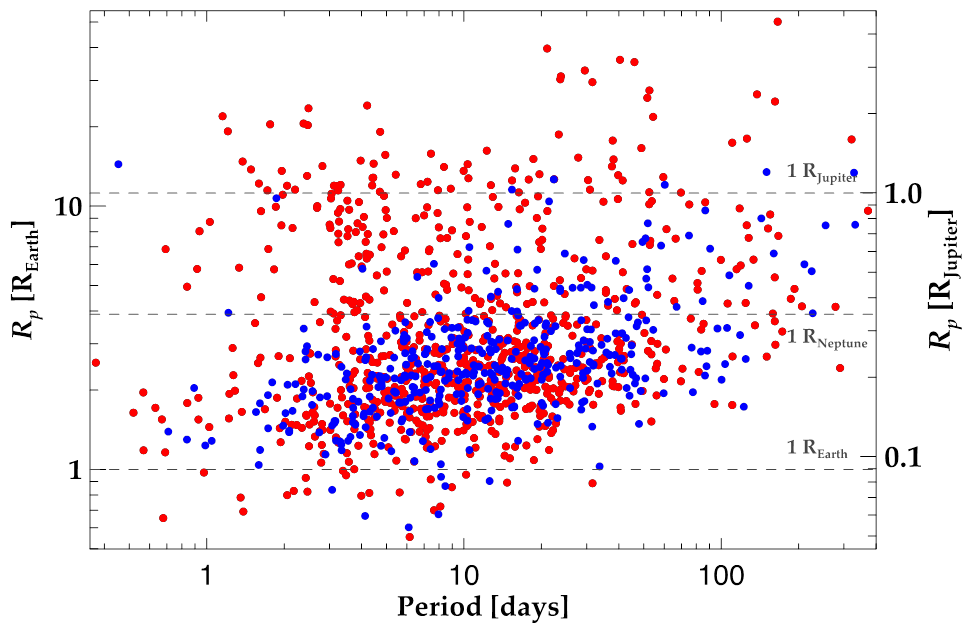 1 R_Jupiter
10
1.0
R_p [R_Earth]
R_p [R_Jupiter]
1 R_Neptune
1 R_Earth
1
0.1
1
10
100
Period [days]